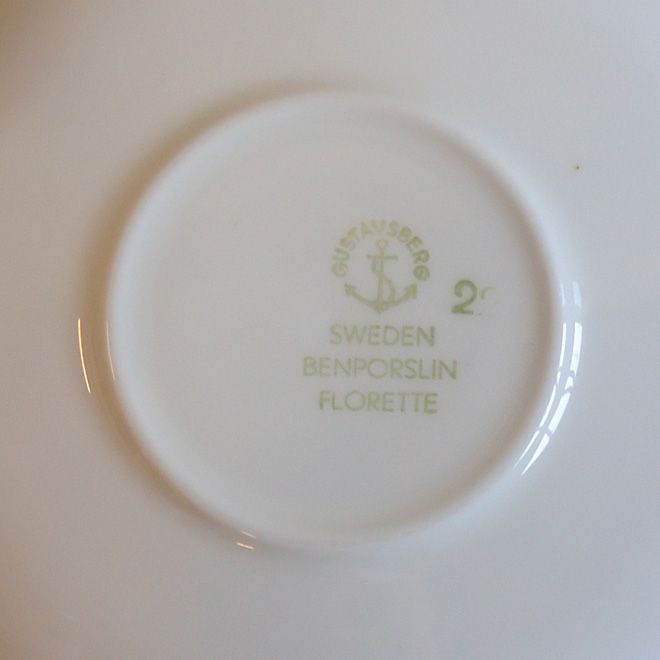 GUSTAVSBERG
S
2
SWEDEN
BENPORSLIN
FLORETTE